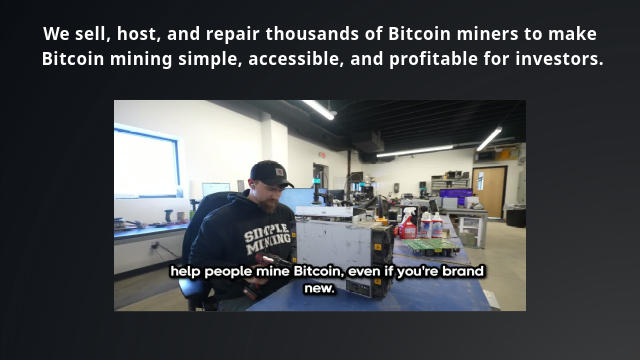 We sell, host, and repair thousands of Bitcoin miners to make
Bitcoin mining simple, accessible, and profitable for investors.
SIMPLE
MINING
help people mine Bitcoin, even if you're brand
new.